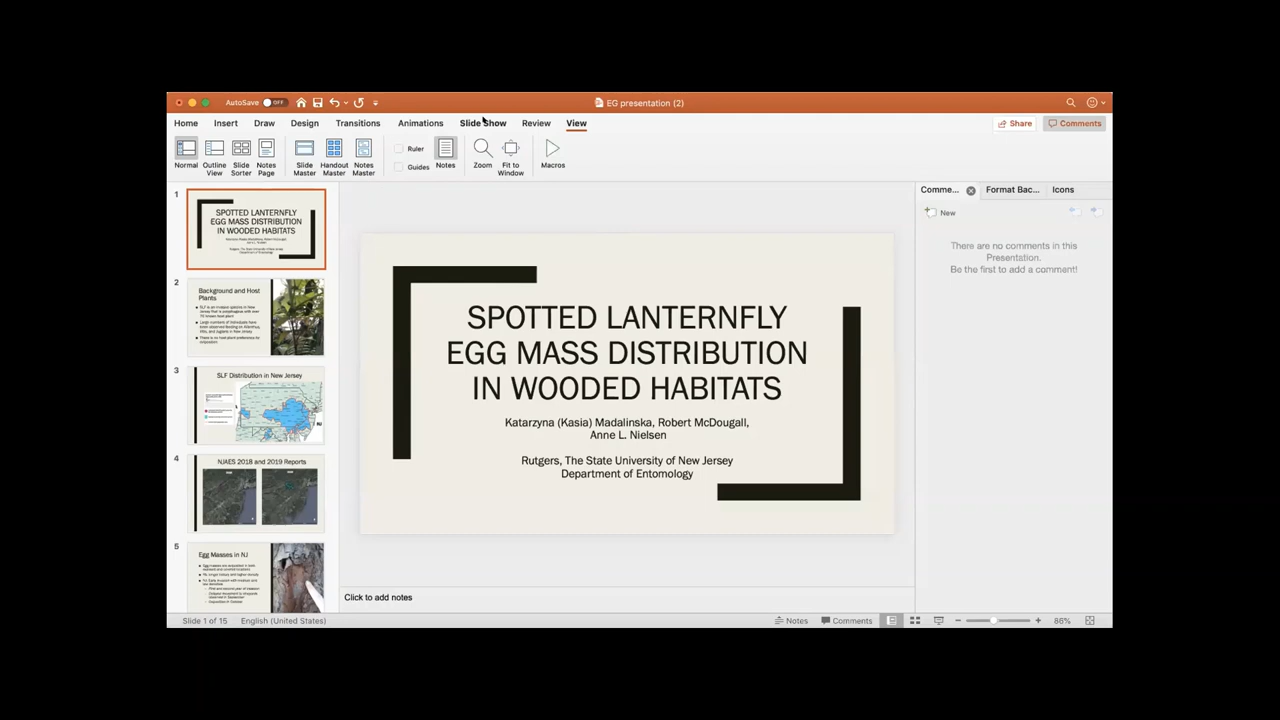 AutoSave OFF
EG presentation (2)
Home Insert Draw Design Transitions Animations Slide Show Review View
Share Comments
Normal
Outline View
Slide Sorter
Notes Page
Slide Master
Handout Master
Notes Master
Ruler
Guides
Notes
Zoom
Fit to Window
Macros
1
SPOTTED LANTERNFLY
EGG MASS DISTRIBUTION
IN WOODED HABITATS
2
Background and Host
Plants
3
SLF Distribution in New Jersey
4
NJAES 2018 and 2019 Reports
5
Egg Masses in NJ
SPOTTED LANTERNFLY
EGG MASS DISTRIBUTION
IN WOODED HABITATS
Katarzyna (Kasia) Madalinska, Robert McDougall,
Anne L. Nielsen
Rutgers, The State University of New Jersey
Department of Entomology
Click to add notes
Comme... Format Bac... Icons
New
There are no comments in this
Presentation.
Be the first to add a comment!
Slide 1 of 15 English (United States)
Notes Comments 86%